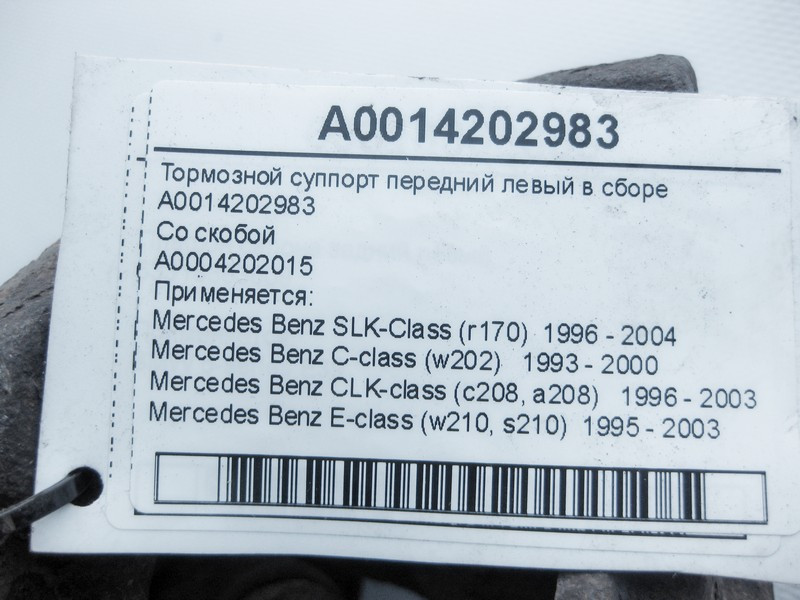 A0014202983
Тормозной суппорт передний левый в сборе
A0014202983
Со скобой
A0004202015
Применяется:
Mercedes Benz SLK-Class (r170) 1996 - 2004
Mercedes Benz C-class (w202) 1993 - 2000
Mercedes Benz CLK-class (c208, a208) 1996 - 2003
Mercedes Benz E-class (w210, s210) 1995 - 2003